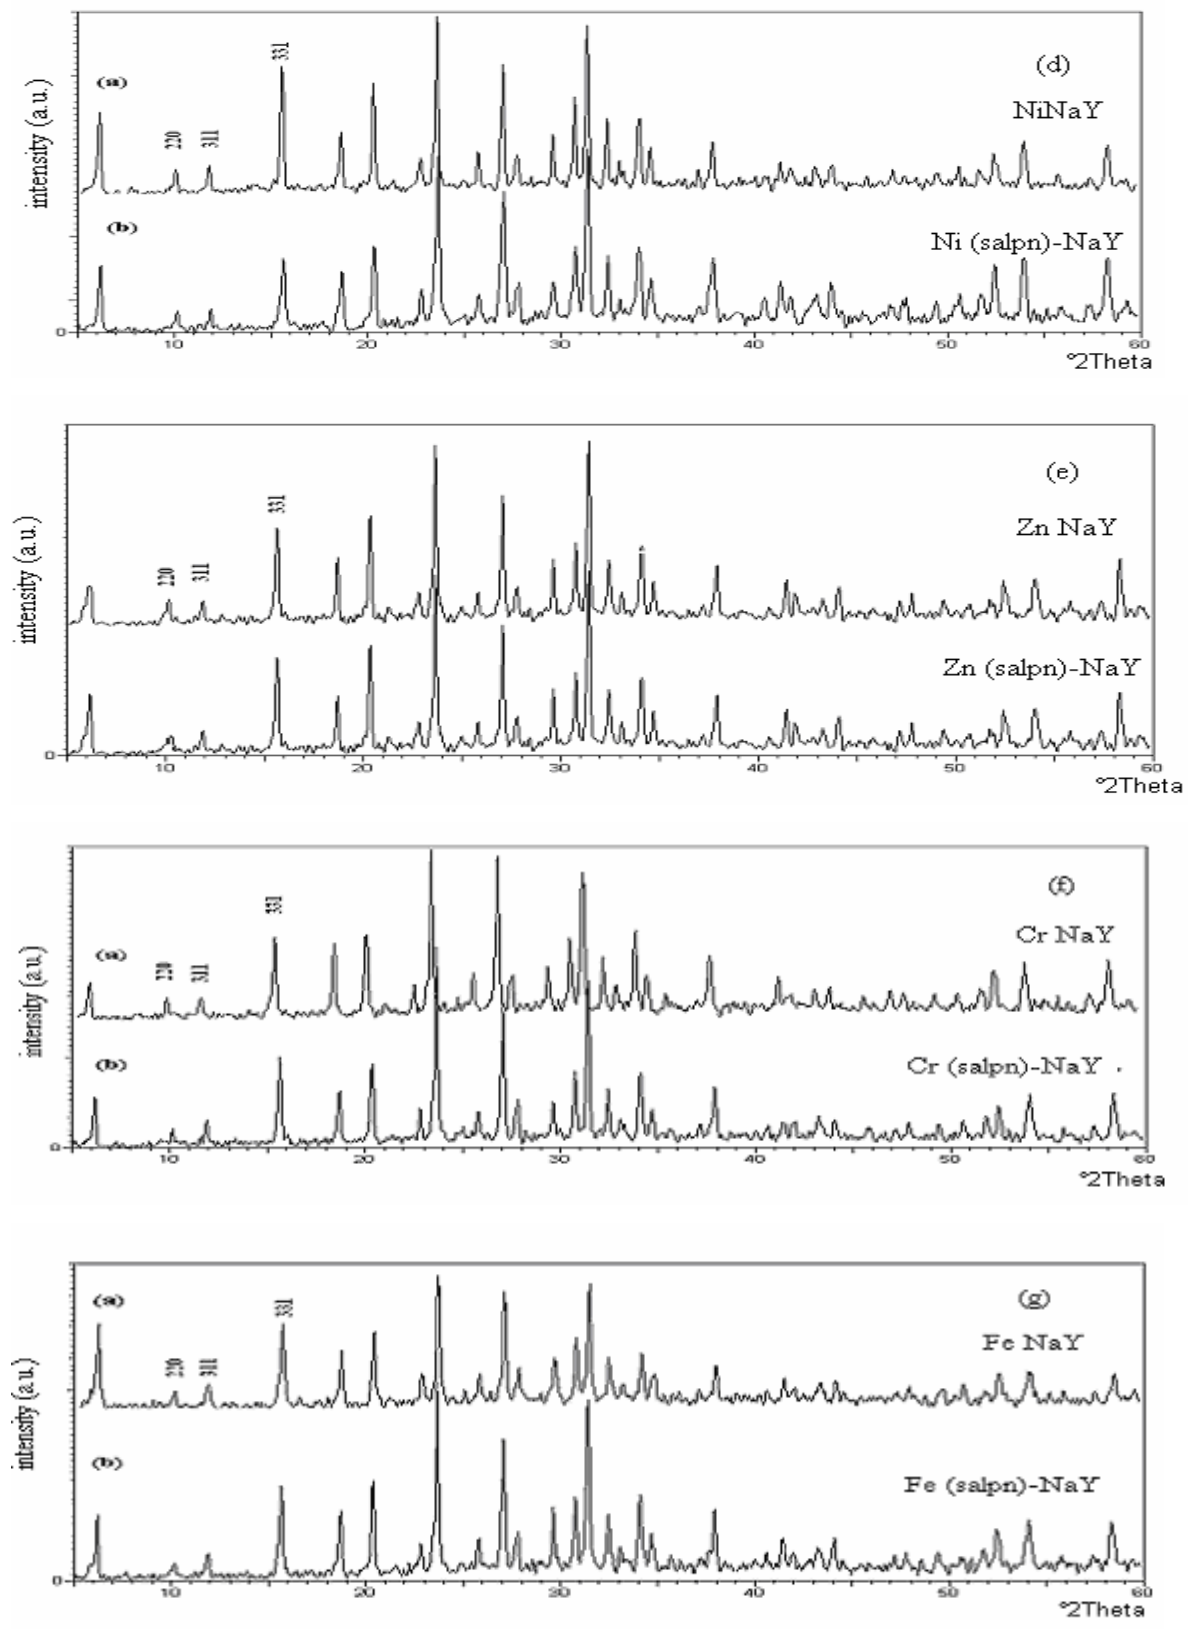 (a)
220
311
331
(d)
NiNaY
intensity (a.u.)
(b)
Ni (salpn)-NaY
0
10 20 30 40 50 60
°2Theta
220
311
331
(e)
Zn NaY
intensity (a.u.)
Zn (salpn)-NaY
0
10 20 30 40 50 60
°2Theta
(a)
220
311
331
(f)
Cr NaY
intensity (a.u.)
(b)
Cr (salpn)-NaY
0
10 20 30 40 50 60
°2Theta
(a)
220
311
331
(g)
Fe NaY
intensity (a.u.)
(b)
Fe (salpn)-NaY
0
10 20 30 40 50 60
°2Theta